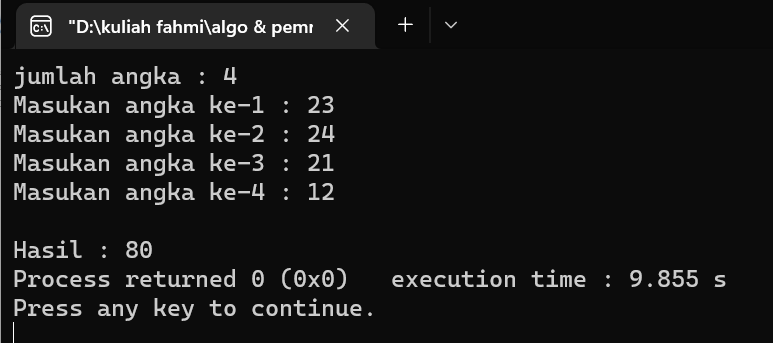 "D:\kuliah fahmi\algo & pemr
jumlah angka : 4
Masukan angka ke-1 : 23
Masukan angka ke-2 : 24
Masukan angka ke-3 : 21
Masukan angka ke-4 : 12
Hasil : 80
Process returned 0 (0x0)   execution time : 9.855 s
Press any key to continue.